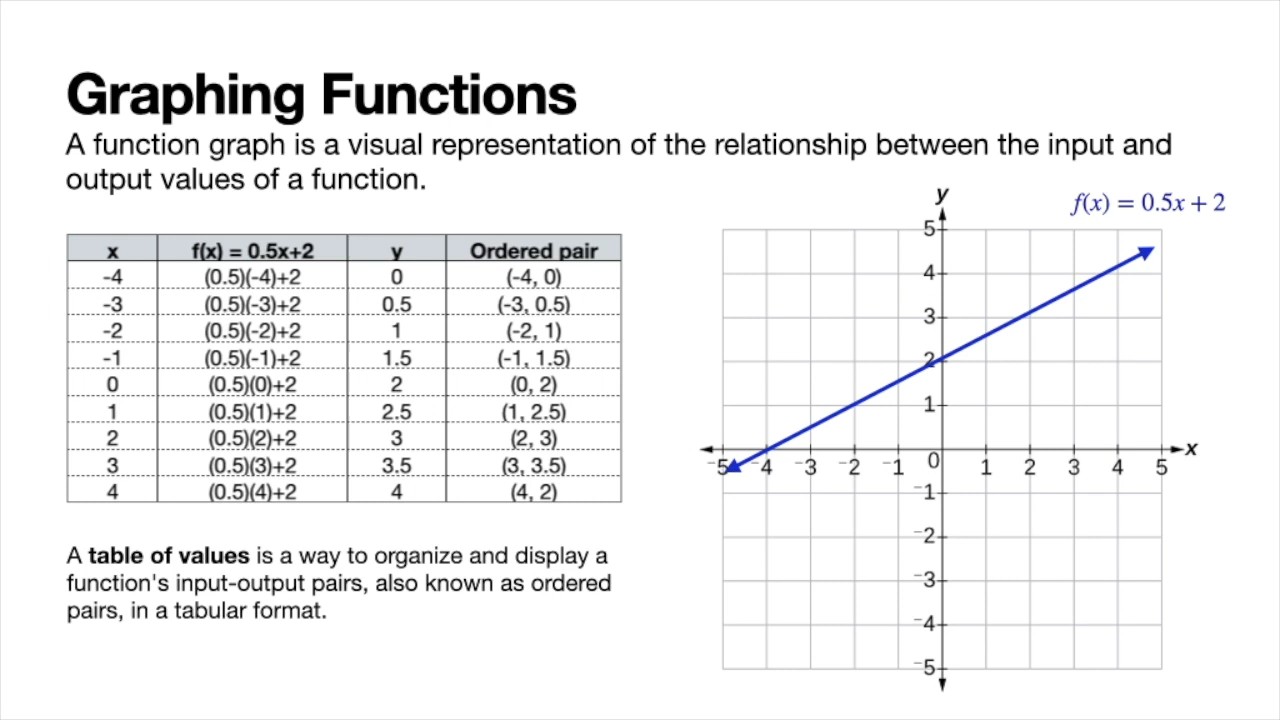 Graphing Functions
A function graph is a visual representation of the relationship between the input and
output values of a function.
x f(x) = 0.5x+2 y Ordered pair
-4 (0.5)(-4)+2 0 (-4, 0)
-3 (0.5)(-3)+2 0.5 (-3, 0.5)
-2 (0.5)(-2)+2 1 (-2, 1)
-1 (0.5)(-1)+2 1.5 (-1, 1.5)
0 (0.5)(0)+2 2 (0, 2)
1 (0.5)(1)+2 2.5 (1, 2.5)
2 (0.5)(2)+2 3 (2, 3)
3 (0.5)(3)+2 3.5 (3, 3.5)
4 (0.5)(4)+2 4 (4, 2)
A table of values is a way to organize and display a
function's input-output pairs, also known as ordered
pairs, in a tabular format.
y
f(x) = 0.5x + 2
5
4
3
2
1
x
-5 -4 -3 -2 -1 0 1 2 3 4 5
-1
-2
-3
-4
-5